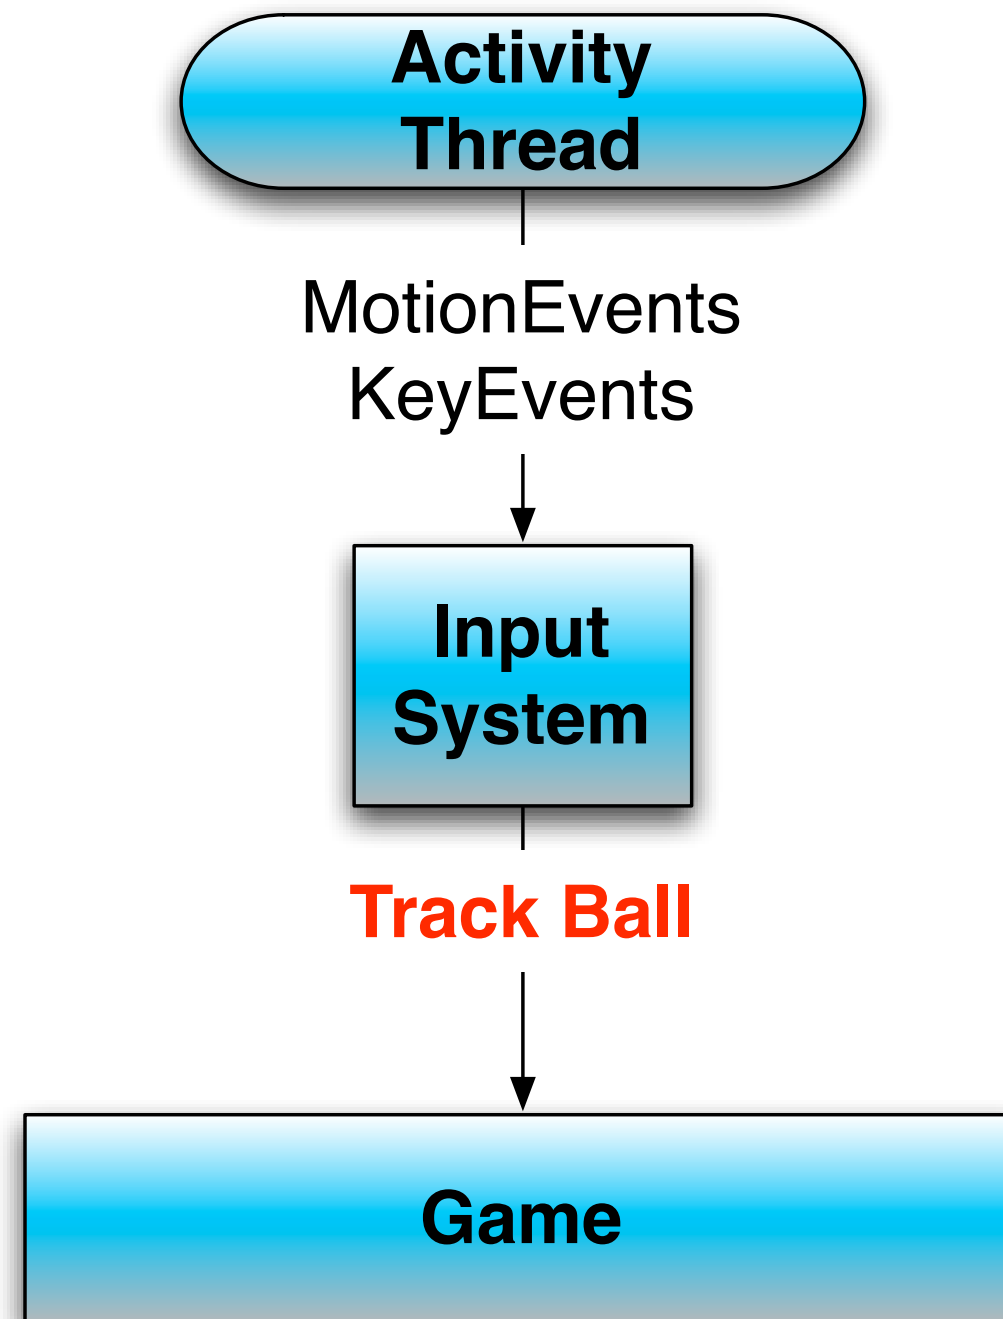 Activity
Thread
MotionEvents
KeyEvents
Input
System
Track Ball
Game